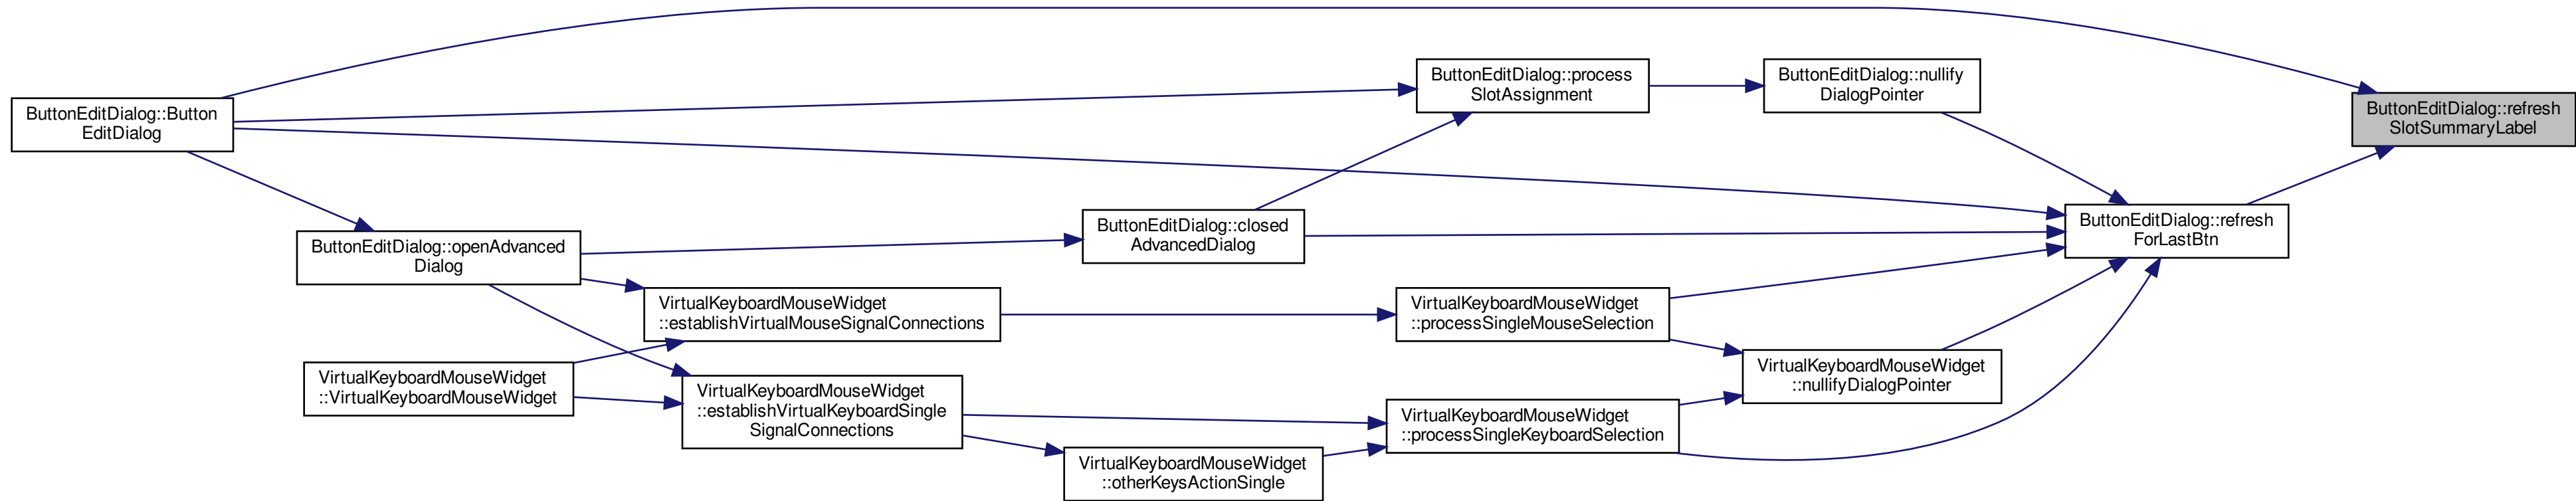 ButtonEditDialog::Button
EditDialog
ButtonEditDialog::openAdvanced
Dialog
VirtualKeyboardMouseWidget
::VirtualKeyboardMouseWidget
VirtualKeyboardMouseWidget
::establishVirtualMouseSignalConnections
VirtualKeyboardMouseWidget
::establishVirtualKeyboardSingle
SignalConnections
ButtonEditDialog::closed
AdvancedDialog
VirtualKeyboardMouseWidget
::otherKeysActionSingle
ButtonEditDialog::process
SlotAssignment
VirtualKeyboardMouseWidget
::processSingleMouseSelection
VirtualKeyboardMouseWidget
::processSingleKeyboardSelection
ButtonEditDialog::nullify
DialogPointer
VirtualKeyboardMouseWidget
::nullifyDialogPointer
ButtonEditDialog::refresh
ForLastBtn
ButtonEditDialog::refresh
SlotSummaryLabel